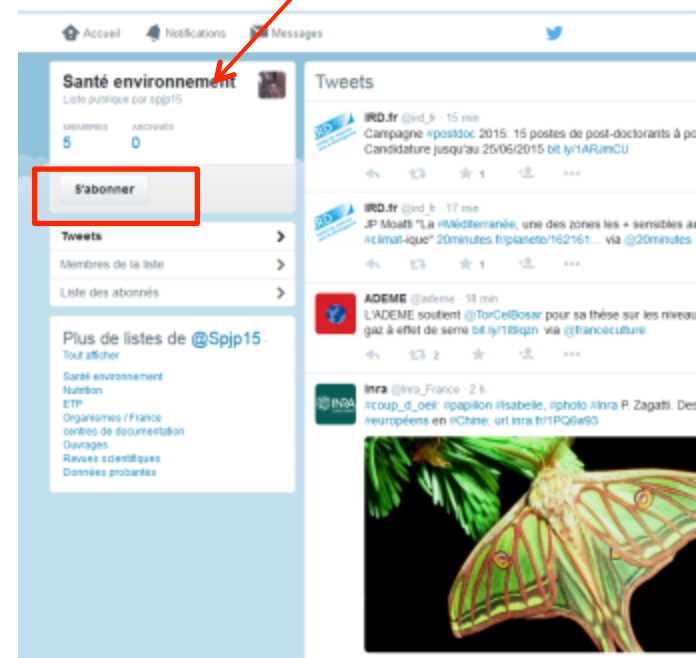 Accueil Notifications Messages
Santé environnement
Liste publique par spjp15
MEMBRES ABONNÉS
5 0
S'abonner
Tweets
Membres de la liste
Liste des abonnés
Plus de listes de @Spjp15 ·
Tout afficher
Santé environnement
Nutrition
ETP
Organismes / France
centres de documentation
Ouvrages
Revues scientifiques
Données probantes
Tweets
IRD.fr @ird_fr · 15 min
Campagne #postdoc 2015: 15 postes de post-doctorants à po
Candidature jusqu'au 25/06/2015 bit.ly/1ARJmCU
1
IRD.fr @ird_fr · 17 min
JP Moatti "La #Méditerranée, une des zones les + sensibles au
#climat-ique" 20minutes.fr/planete/162161... via @20minutes
1
ADEME @ademe · 18 min
L'ADEME soutient @TorCelBosar pour sa thèse sur les niveau
gaz à effet de serre via @franceculture
2
Inra @Inra_France · 2 h
#coup_d_oeil: #papillon #Isabelle, #photo #Inra P. Zagatti. Des
#européens en #Chine: url.inra.fr/1PQ6w93
INRA